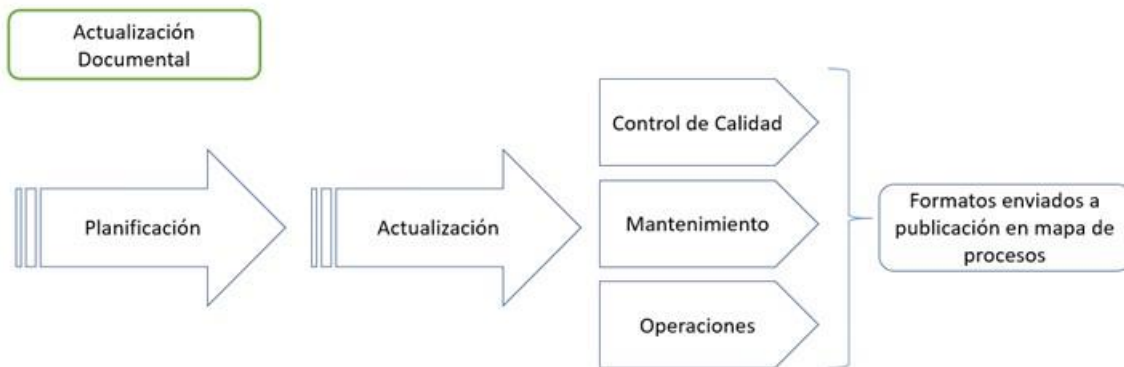 Actualización
Documental
Planificación
Actualización
Control de Calidad
Mantenimiento
Operaciones
Formatos enviados a
publicación en mapa de
procesos